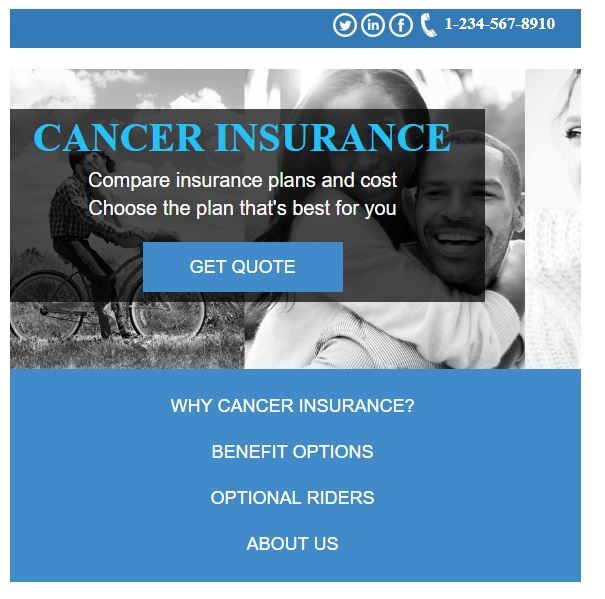 1-234-567-8910
CANCER INSURANCE
Compare insurance plans and cost
Choose the plan that's best for you
GET QUOTE
WHY CANCER INSURANCE?
BENEFIT OPTIONS
OPTIONAL RIDERS
ABOUT US